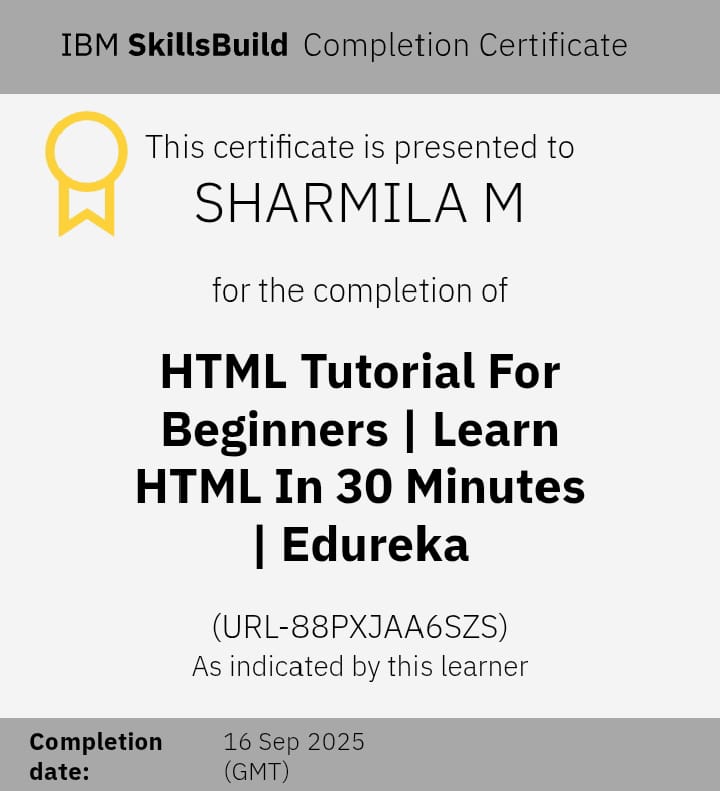 IBM SkillsBuild Completion Certificate
This certificate is presented to
SHARMILA M
for the completion of
HTML Tutorial For
Beginners | Learn
HTML In 30 Minutes
| Edureka
(URL-88PXJAA6SZS)
As indicated by this learner
Completion date: 16 Sep 2025 (GMT)